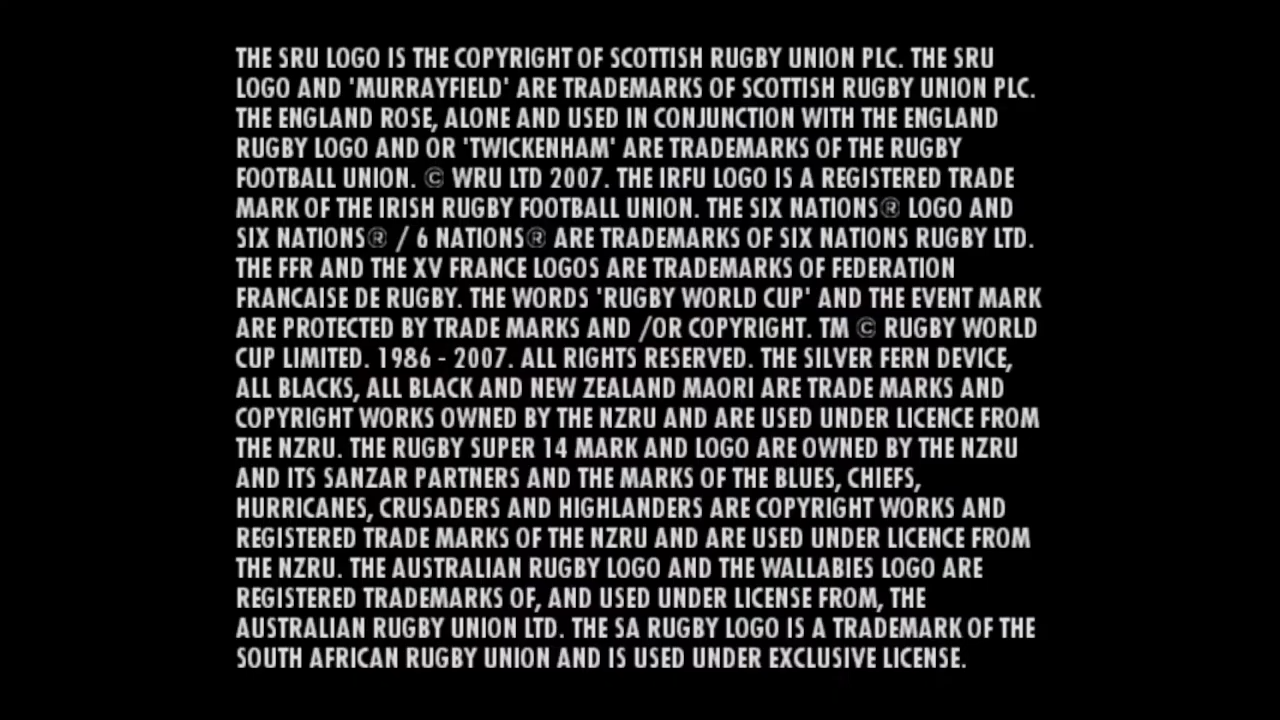 THE SRU LOGO IS THE COPYRIGHT OF SCOTTISH RUGBY UNION PLC. THE SRU
LOGO AND 'MURRAYFIELD' ARE TRADEMARKS OF SCOTTISH RUGBY UNION PLC.
THE ENGLAND ROSE, ALONE AND USED IN CONJUNCTION WITH THE ENGLAND
RUGBY LOGO AND OR 'TWICKENHAM' ARE TRADEMARKS OF THE RUGBY
FOOTBALL UNION. © WRU LTD 2007. THE IRFU LOGO IS A REGISTERED TRADE
MARK OF THE IRISH RUGBY FOOTBALL UNION. THE SIX NATIONS® LOGO AND
SIX NATIONS® / 6 NATIONS® ARE TRADEMARKS OF SIX NATIONS RUGBY LTD.
THE FFR AND THE XV FRANCE LOGOS ARE TRADEMARKS OF FEDERATION
FRANCAISE DE RUGBY. THE WORDS 'RUGBY WORLD CUP' AND THE EVENT MARK
ARE PROTECTED BY TRADE MARKS AND /OR COPYRIGHT. TM © RUGBY WORLD
CUP LIMITED. 1986 - 2007. ALL RIGHTS RESERVED. THE SILVER FERN DEVICE,
ALL BLACKS, ALL BLACK AND NEW ZEALAND MAORI ARE TRADE MARKS AND
COPYRIGHT WORKS OWNED BY THE NZRU AND ARE USED UNDER LICENCE FROM
THE NZRU. THE RUGBY SUPER 14 MARK AND LOGO ARE OWNED BY THE NZRU
AND ITS SANZAR PARTNERS AND THE MARKS OF THE BLUES, CHIEFS,
HURRICANES, CRUSADERS AND HIGHLANDERS ARE COPYRIGHT WORKS AND
REGISTERED TRADE MARKS OF THE NZRU AND ARE USED UNDER LICENCE FROM
THE NZRU. THE AUSTRALIAN RUGBY LOGO AND THE WALLABIES LOGO ARE
REGISTERED TRADEMARKS OF, AND USED UNDER LICENSE FROM, THE
AUSTRALIAN RUGBY UNION LTD. THE SA RUGBY LOGO IS A TRADEMARK OF THE
SOUTH AFRICAN RUGBY UNION AND IS USED UNDER EXCLUSIVE LICENSE.